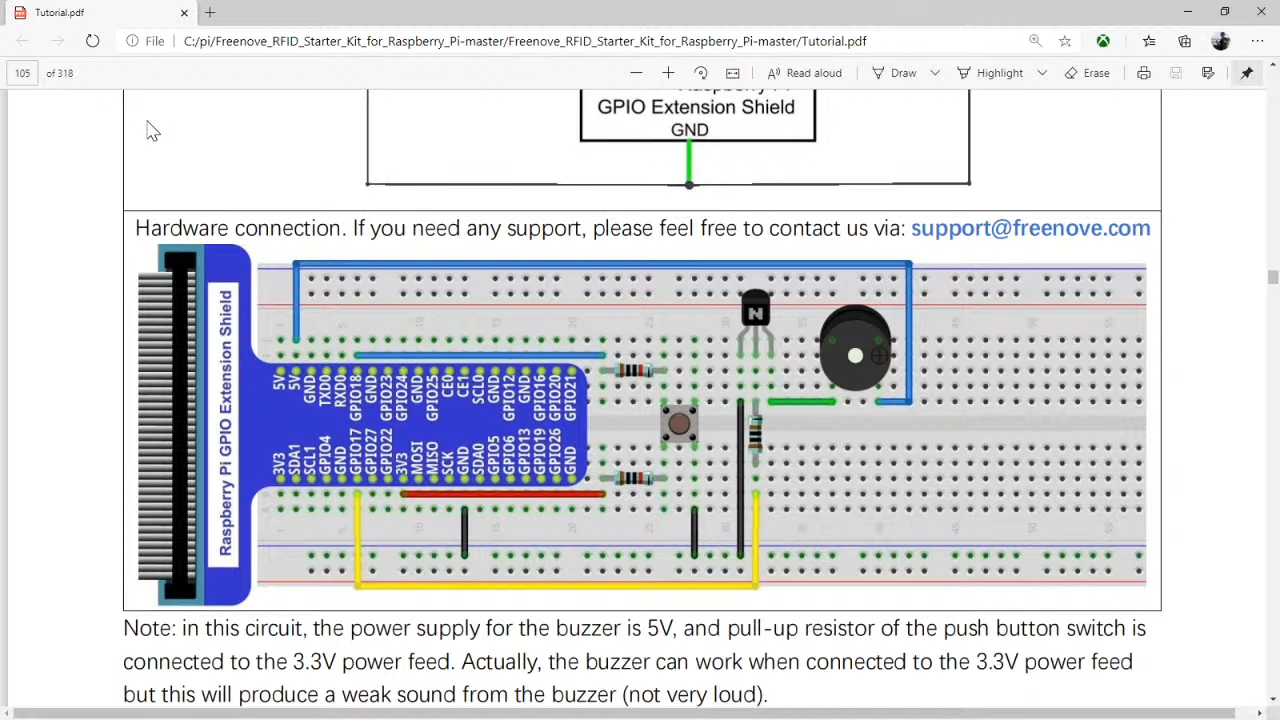 Tutorial.pdf
File C:/pi/Freenove_RFID_Starter_Kit_for_Raspberry_Pi-master/Freenove_RFID_Starter_Kit_for_Raspberry_Pi-master/Tutorial.pdf
105 of 318 Read aloud Draw Highlight Erase
GPIO Extension Shield
GND
Hardware connection. If you need any support, please feel free to contact us via: support@freenove.com
Raspberry Pi GPIO Extension Shield
5V 5V GND TXD0 RXD0 GPIO18 GND GPIO23 GPIO24 GND GPIO25 CE0 CE1 SCL0 GND GPIO12 GND GPIO16 GPIO20 GPIO21
3V3 SDA1 SCL1 GPIO4 GND GPIO17 GPIO27 GPIO22 3V3 MOSI MISO SCK GND SDA0 GPIO5 GPIO6 GPIO13 GPIO19 GPIO26 GND
N
Note: in this circuit, the power supply for the buzzer is 5V, and pull-up resistor of the push button switch is
connected to the 3.3V power feed. Actually, the buzzer can work when connected to the 3.3V power feed
but this will produce a weak sound from the buzzer (not very loud).